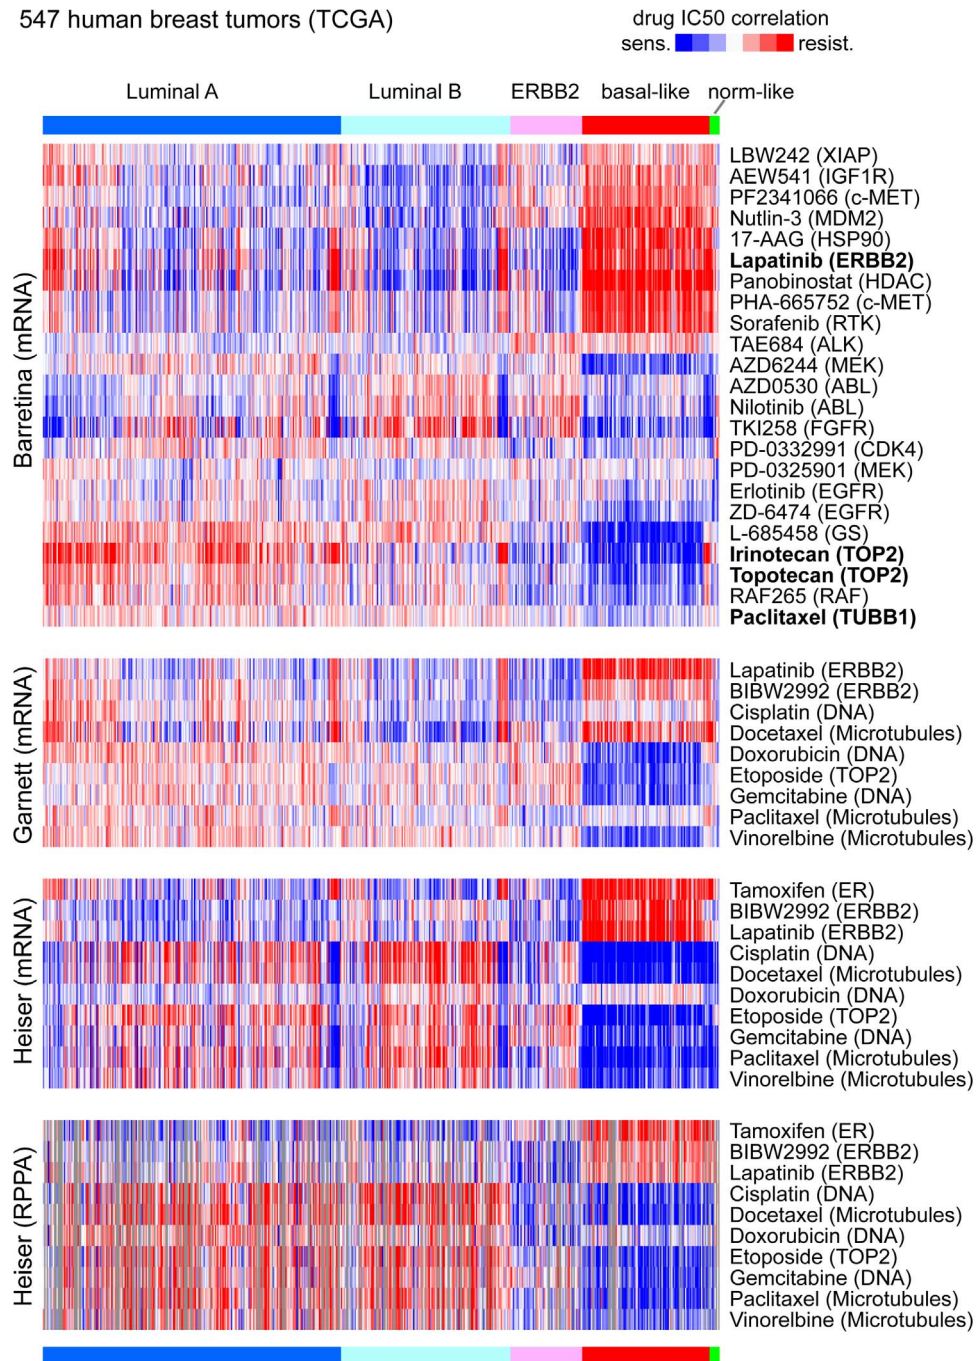 547 human breast tumors (TCGA)
drug IC50 correlation
sens. resist.
Luminal A Luminal B ERBB2 basal-like norm-like
Barretina (mRNA)
LBW242 (XIAP)
AEW541 (IGF1R)
PF2341066 (c-MET)
Nutlin-3 (MDM2)
17-AAG (HSP90)
Lapatinib (ERBB2)
Panobinostat (HDAC)
PHA-665752 (c-MET)
Sorafenib (RTK)
TAE684 (ALK)
AZD6244 (MEK)
AZD0530 (ABL)
Nilotinib (ABL)
TKI258 (FGFR)
PD-0332991 (CDK4)
PD-0325901 (MEK)
Erlotinib (EGFR)
ZD-6474 (EGFR)
L-685458 (GS)
Irinotecan (TOP2)
Topotecan (TOP2)
RAF265 (RAF)
Paclitaxel (TUBB1)
Garnett (mRNA)
Lapatinib (ERBB2)
BIBW2992 (ERBB2)
Cisplatin (DNA)
Docetaxel (Microtubules)
Doxorubicin (DNA)
Etoposide (TOP2)
Gemcitabine (DNA)
Paclitaxel (Microtubules)
Vinorelbine (Microtubules)
Heiser (mRNA)
Tamoxifen (ER)
BIBW2992 (ERBB2)
Lapatinib (ERBB2)
Cisplatin (DNA)
Docetaxel (Microtubules)
Doxorubicin (DNA)
Etoposide (TOP2)
Gemcitabine (DNA)
Paclitaxel (Microtubules)
Vinorelbine (Microtubules)
Heiser (RPPA)
Tamoxifen (ER)
BIBW2992 (ERBB2)
Lapatinib (ERBB2)
Cisplatin (DNA)
Docetaxel (Microtubules)
Doxorubicin (DNA)
Etoposide (TOP2)
Gemcitabine (DNA)
Paclitaxel (Microtubules)
Vinorelbine (Microtubules)